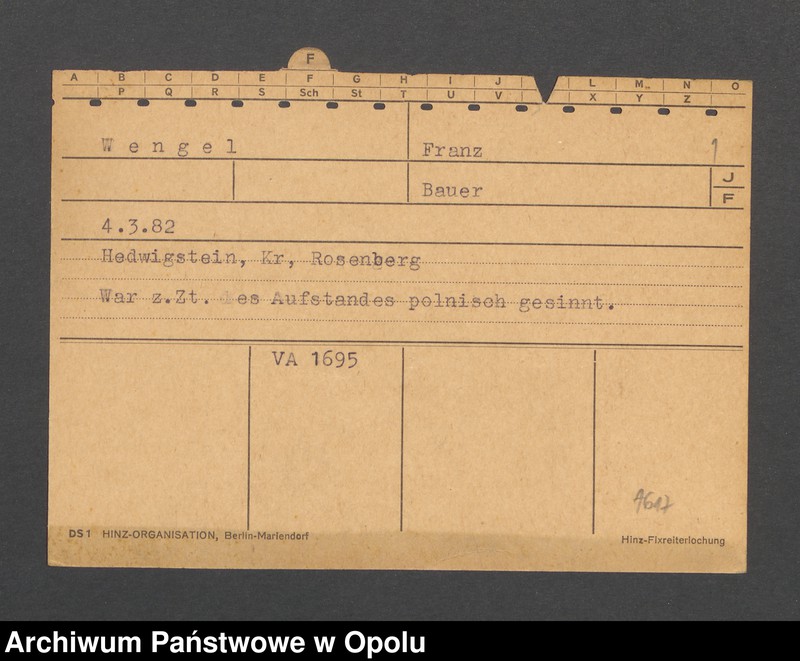 F
A B C D E F G H I J L M N O
P Q R S Sch St T U V X Y Z
Wengel Franz 1
Bauer J
F
4.3.82
Hedwigstein, Kr, Rosenberg
War z.Zt. des Aufstandes polnisch gesinnt.
VA 1695
DS1 HINZ-ORGANISATION, Berlin-Mariendorf
Hinz-Fixreiterlochung
Archiwum Państwowe w Opolu